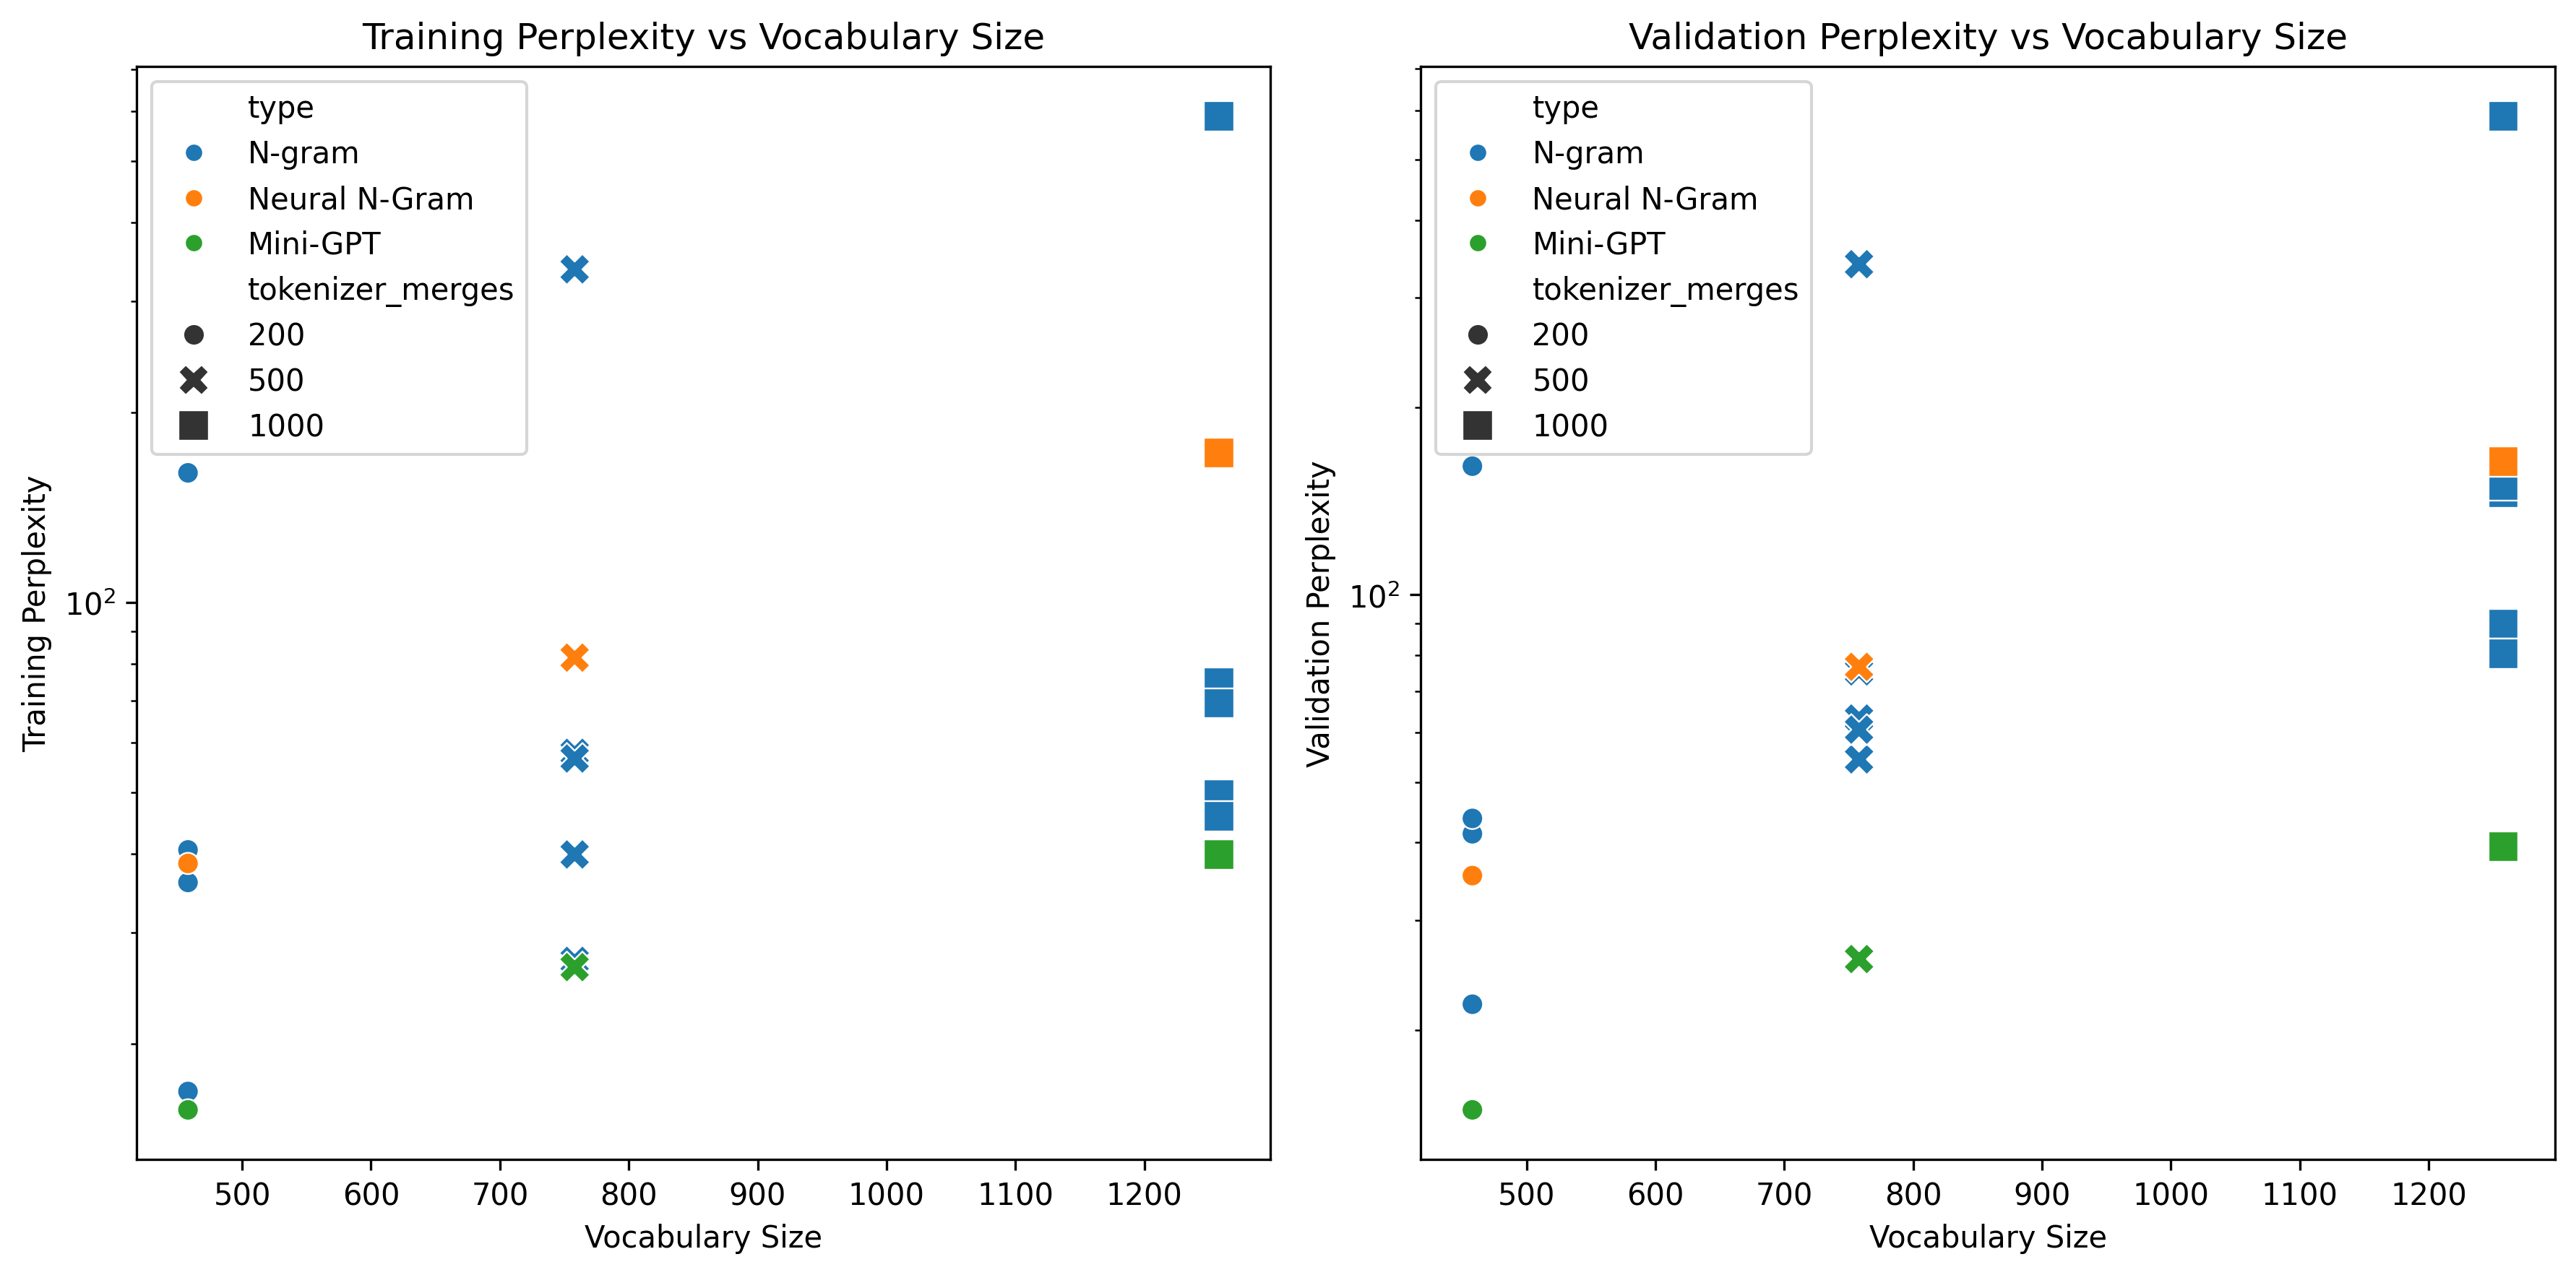 Training Perplexity vs Vocabulary Size
type
N-gram
Neural N-Gram
Mini-GPT
tokenizer_merges
200
500
1000
Training Perplexity
10²
500 600 700 800 900 1000 1100 1200
Vocabulary Size
Validation Perplexity vs Vocabulary Size
type
N-gram
Neural N-Gram
Mini-GPT
tokenizer_merges
200
500
1000
Validation Perplexity
10²
500 600 700 800 900 1000 1100 1200
Vocabulary Size